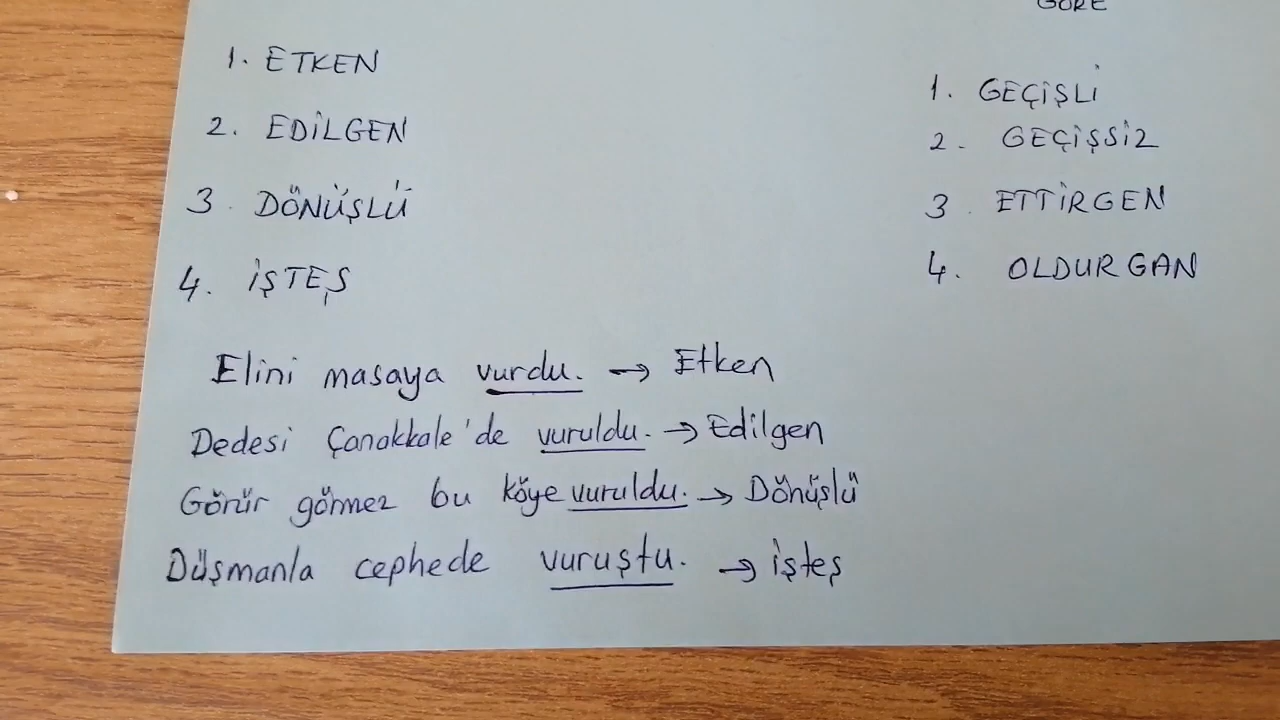 GÖRE
1. ETKEN
2. EDİLGEN
3. DÖNÜŞLÜ
4. İŞTEŞ
1. GEÇİŞLİ
2. GEÇİŞSİZ
3. ETTİRGEN
4. OLDURGAN
Elini masaya vurdu. → Etken
Dedesi Çanakkale'de vuruldu. → Edilgen
Görür görmez bu köye vuruldu. → Dönüşlü
Düşmanla cephede vuruştu. → İşteş